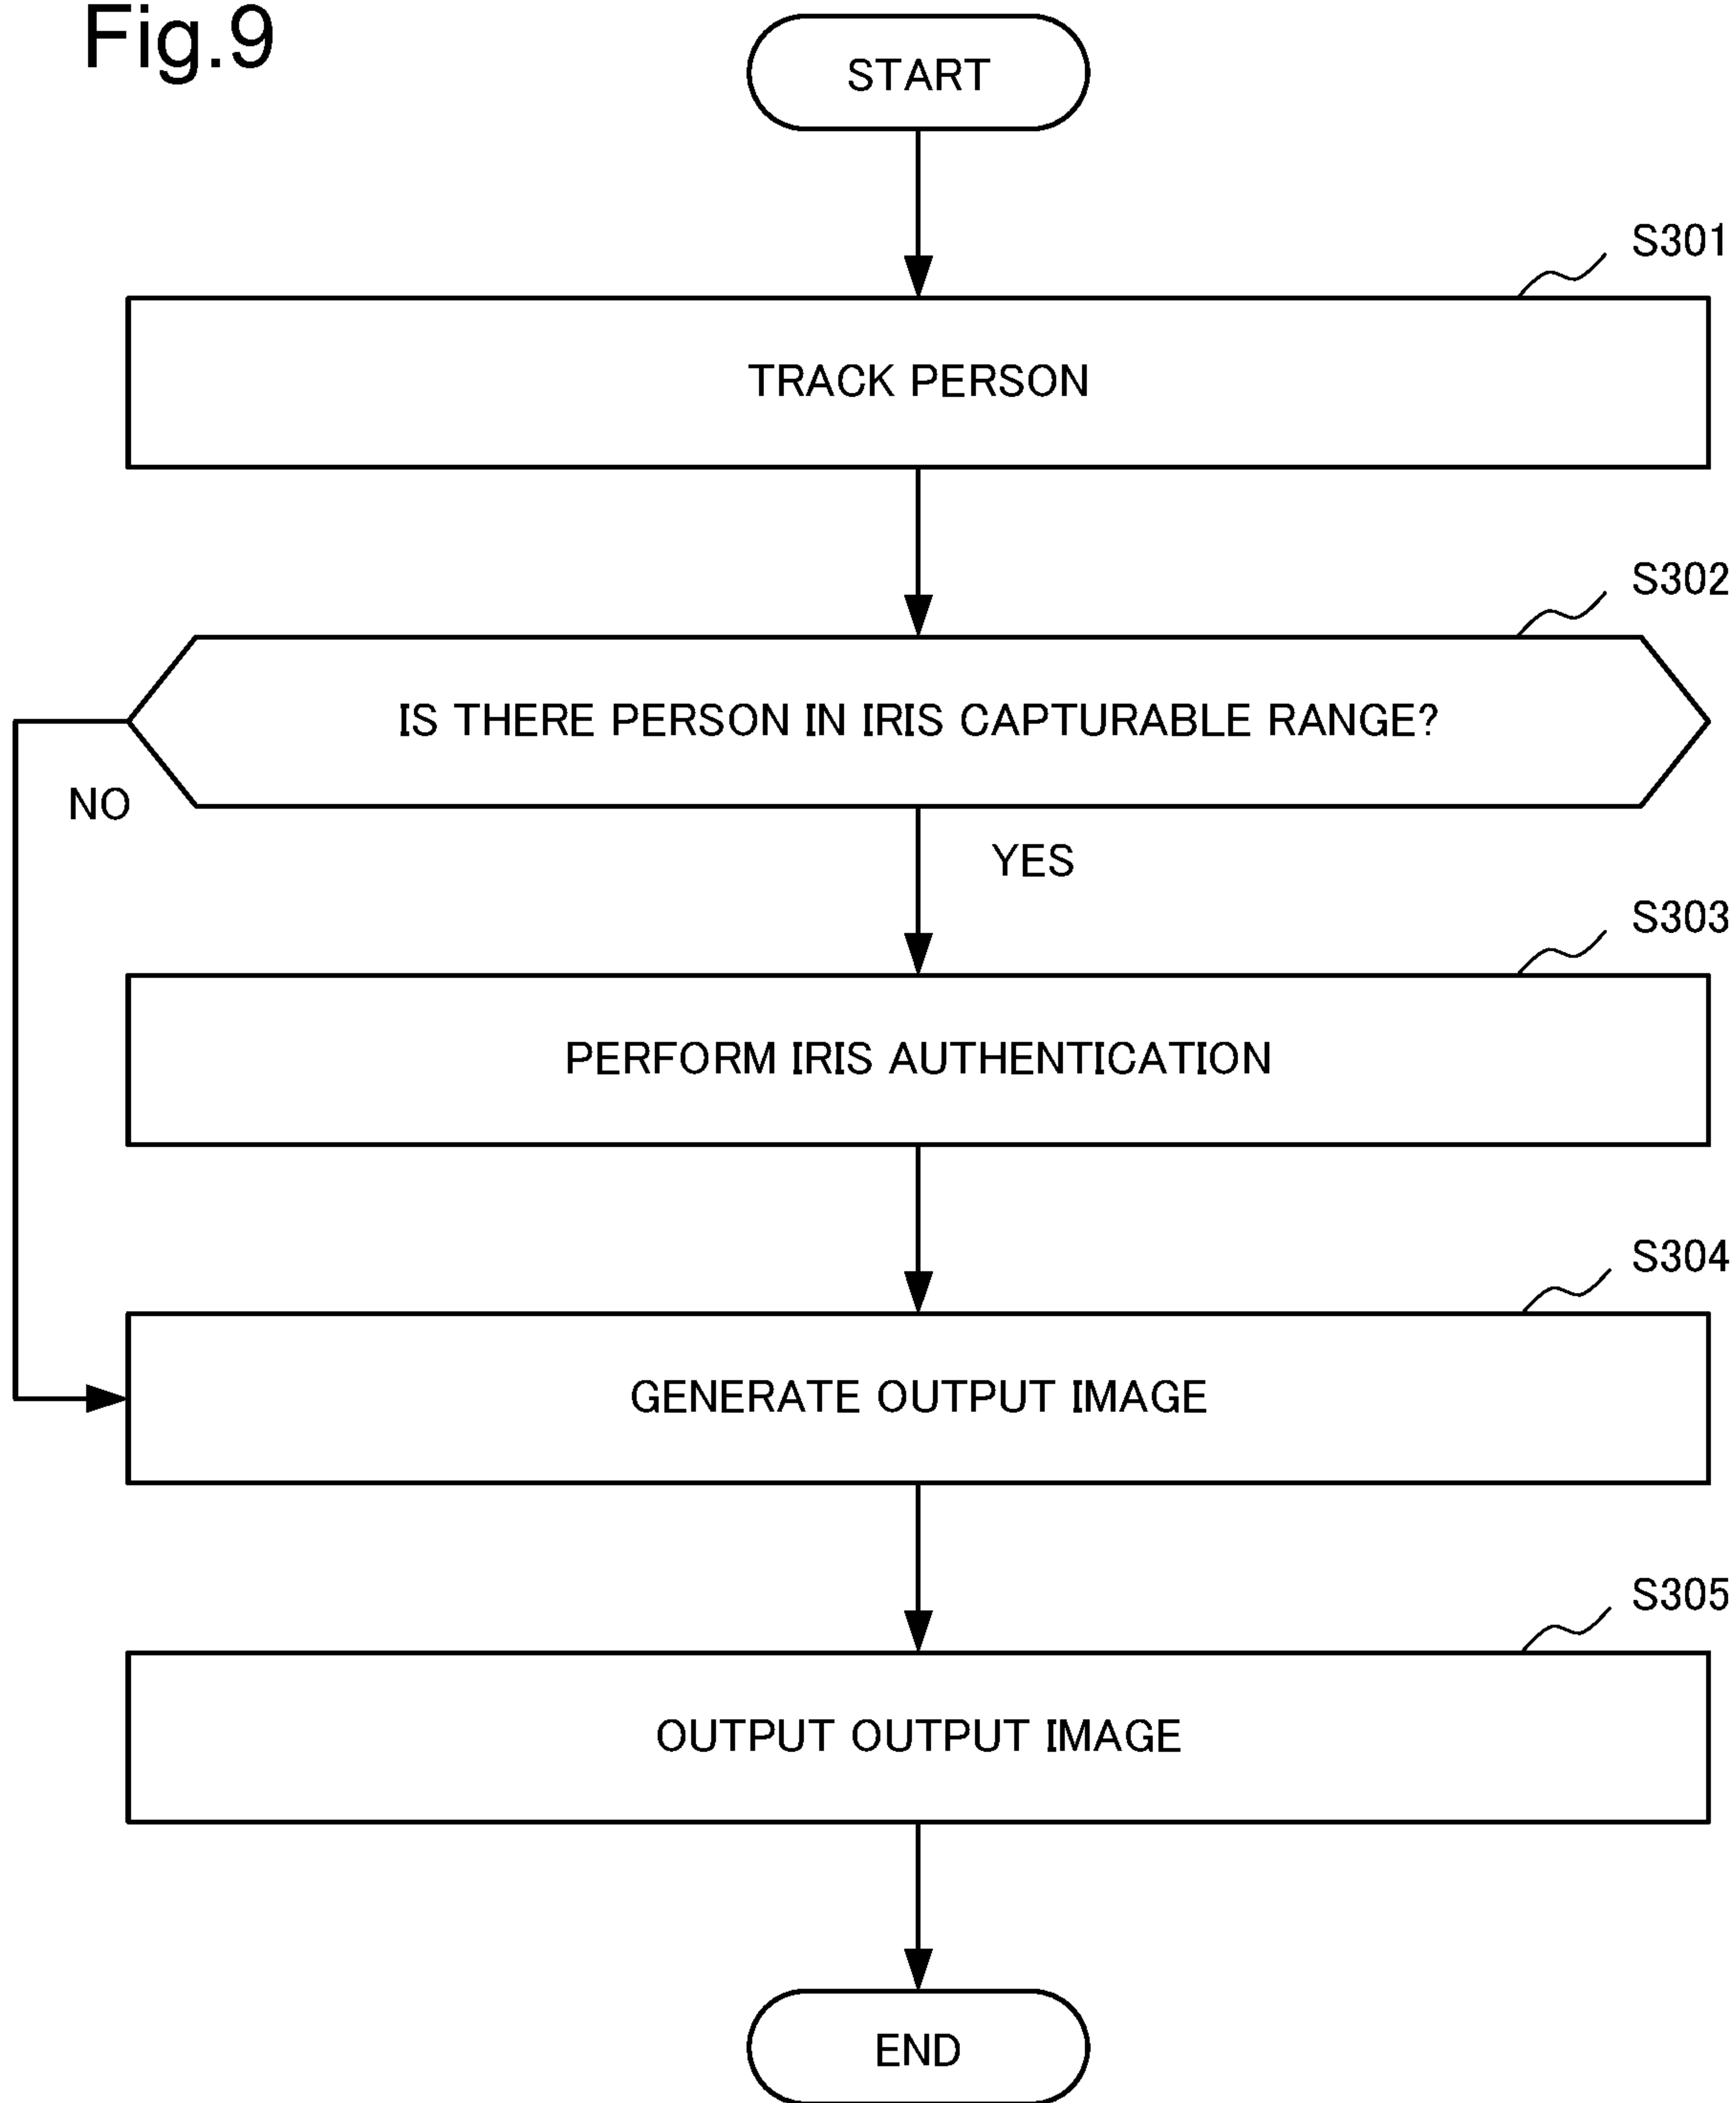 Fig.9
START
S301
TRACK PERSON
S302
IS THERE PERSON IN IRIS CAPTURABLE RANGE?
NO
YES
S303
PERFORM IRIS AUTHENTICATION
S304
GENERATE OUTPUT IMAGE
S305
OUTPUT OUTPUT IMAGE
END